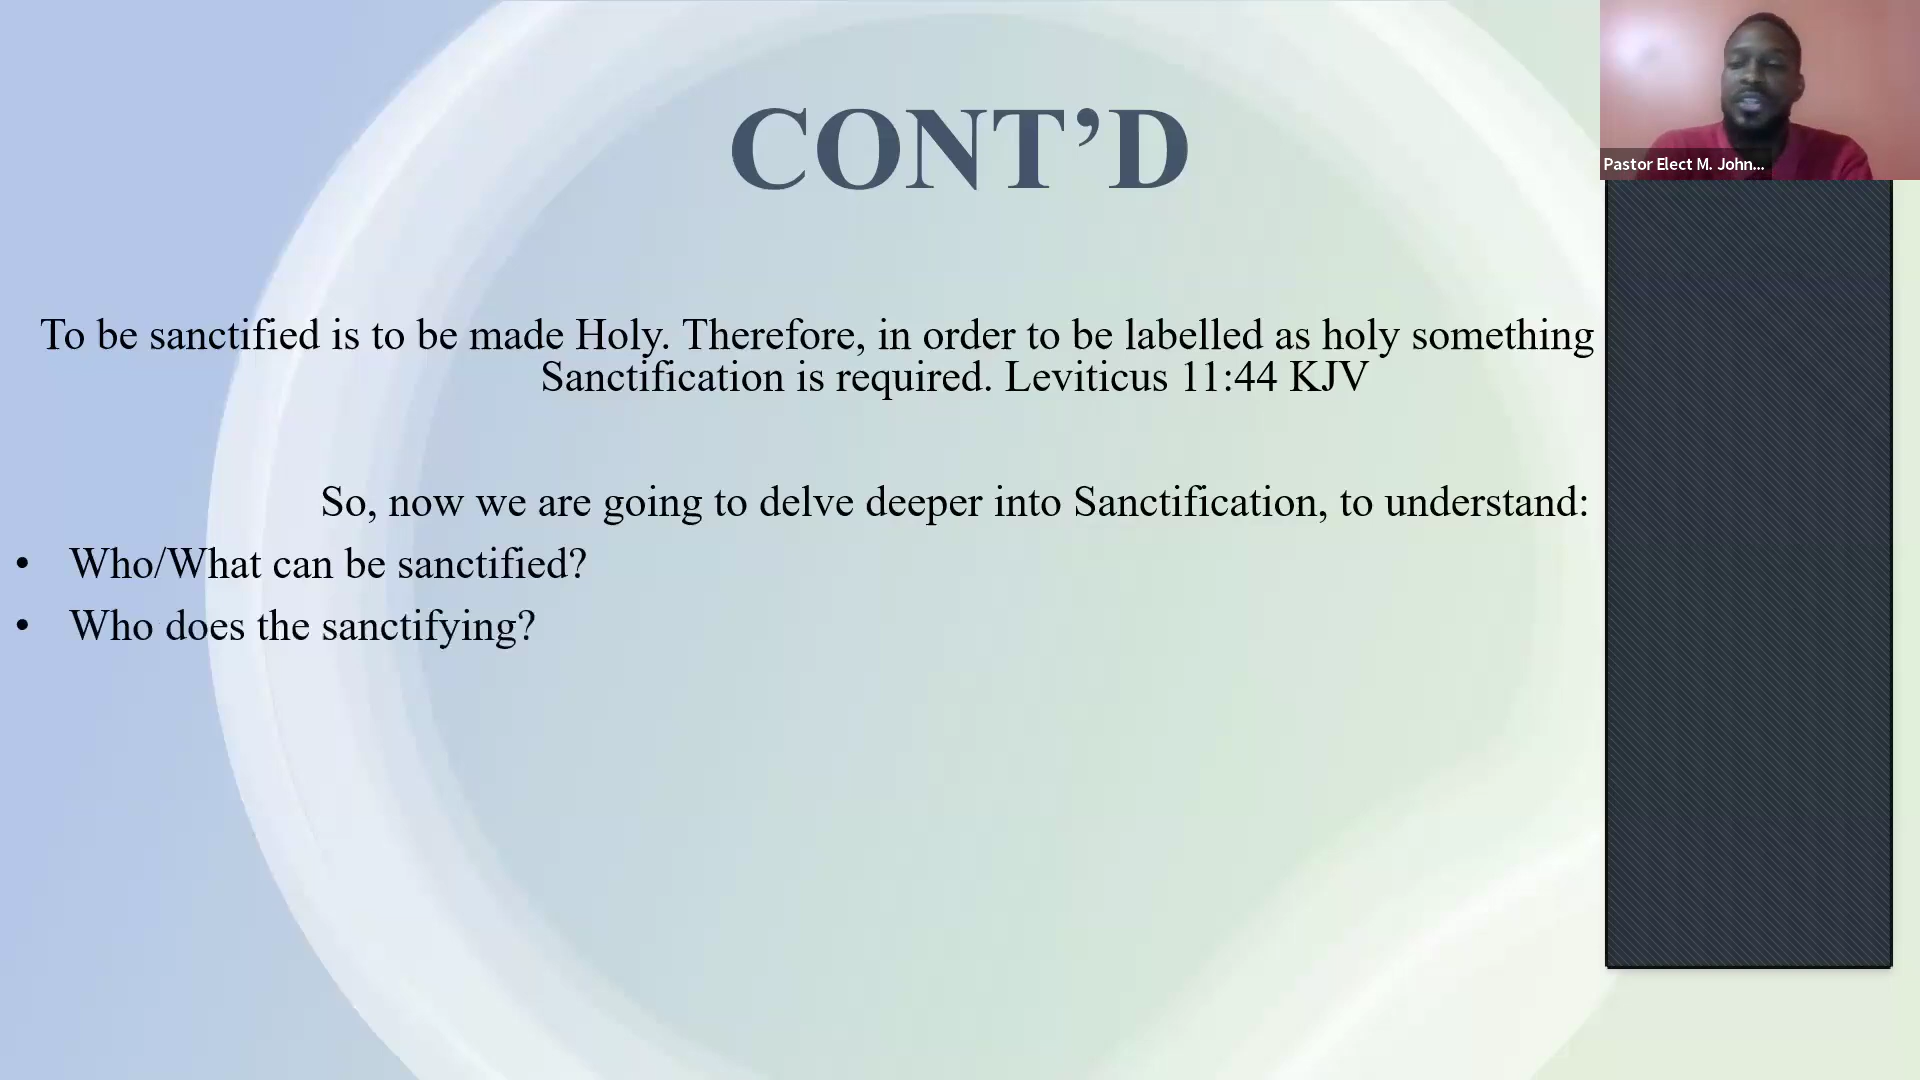 CONT’D
Pastor Elect M. John...
To be sanctified is to be made Holy. Therefore, in order to be labelled as holy something
Sanctification is required. Leviticus 11:44 KJV
So, now we are going to delve deeper into Sanctification, to understand:
• Who/What can be sanctified?
• Who does the sanctifying?